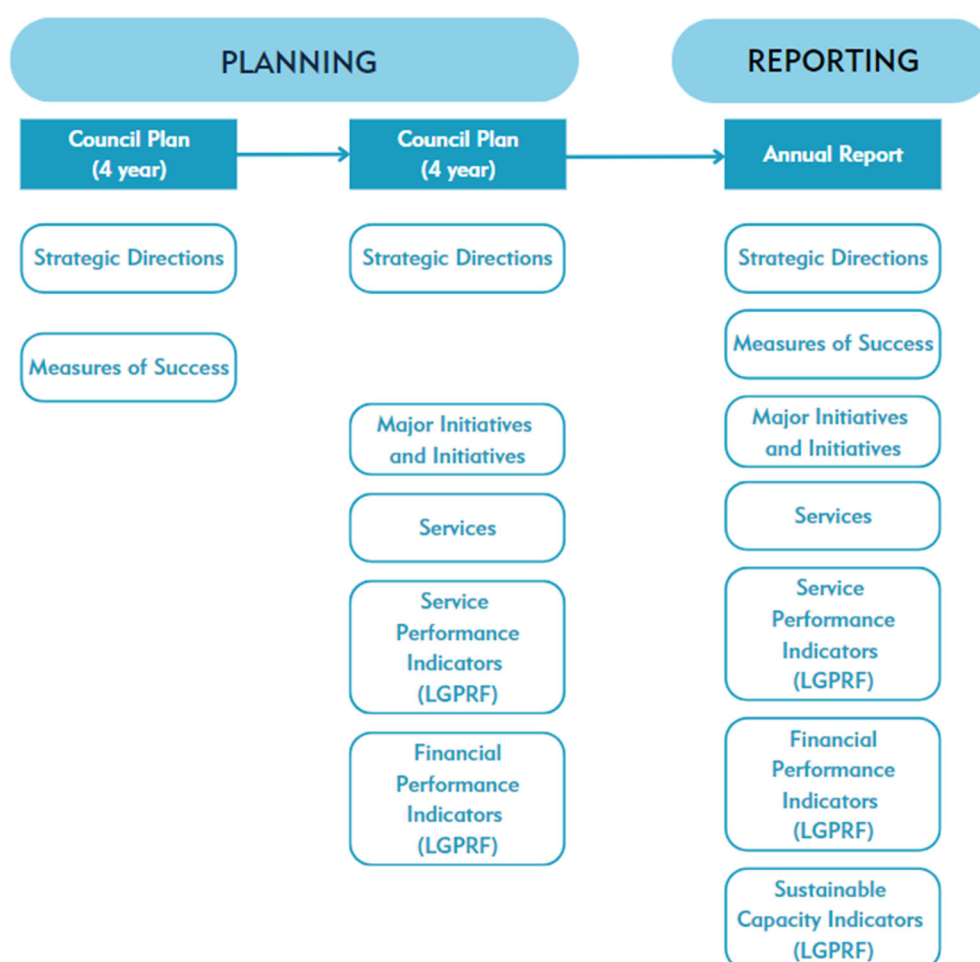 PLANNING
REPORTING
Council Plan
(4 year)
Council Plan
(4 year)
Annual Report
Strategic Directions
Strategic Directions
Strategic Directions
Measures of Success
Measures of Success
Major Initiatives
and Initiatives
Major Initiatives
and Initiatives
Services
Services
Service
Performance
Indicators
(LGPRF)
Service
Performance
Indicators
(LGPRF)
Financial
Performance
Indicators
(LGPRF)
Financial
Performance
Indicators
(LGPRF)
Sustainable
Capacity Indicators
(LGPRF)